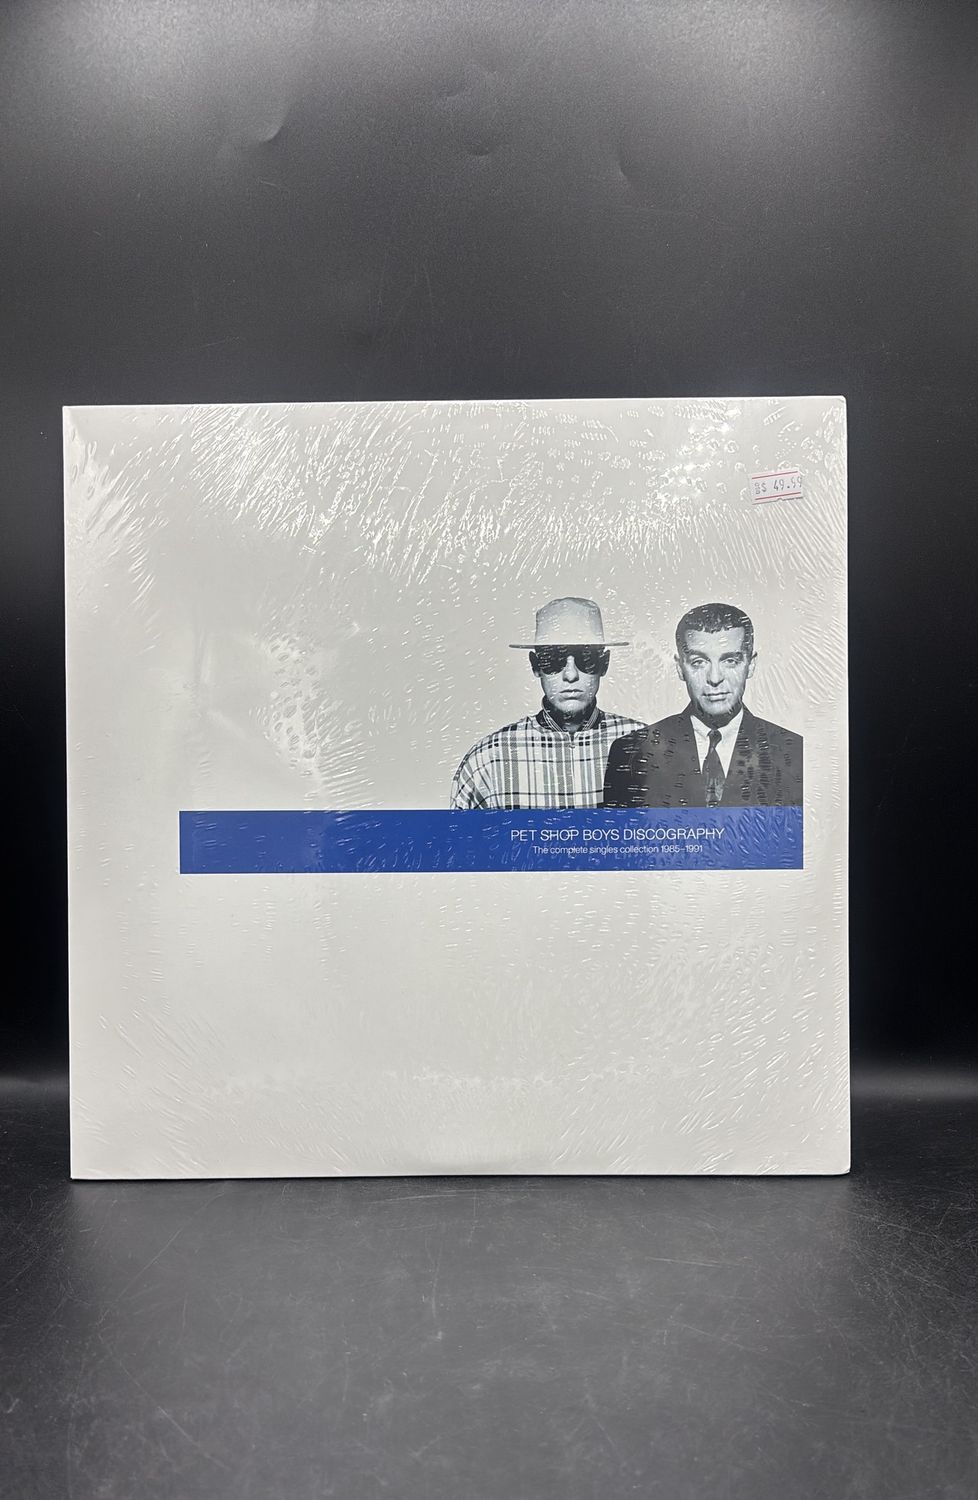 $ 49.99
PET SHOP BOYS DISCOGRAPHY
The complete singles collection 1985–1991